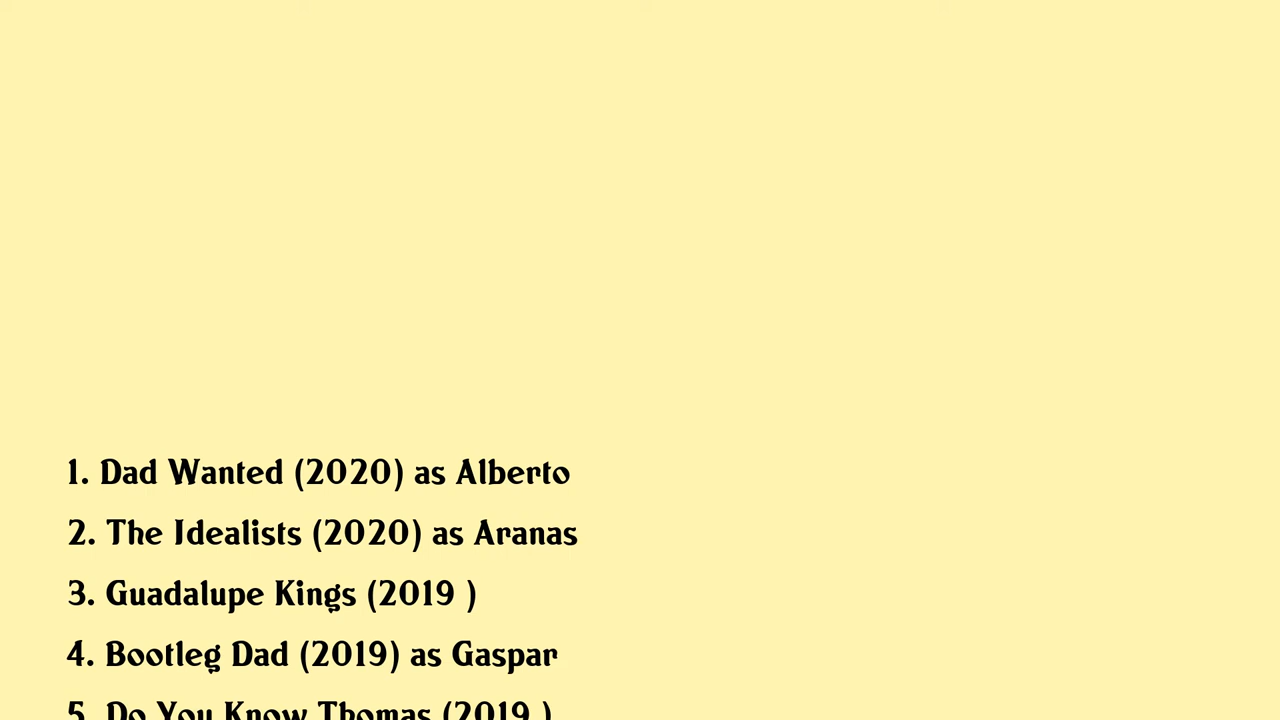 1. Dad Wanted (2020) as Alberto
2. The Idealists (2020) as Aranas
3. Guadalupe Kings (2019 )
4. Bootleg Dad (2019) as Gaspar
5. Do You Know Thomas (2019 )